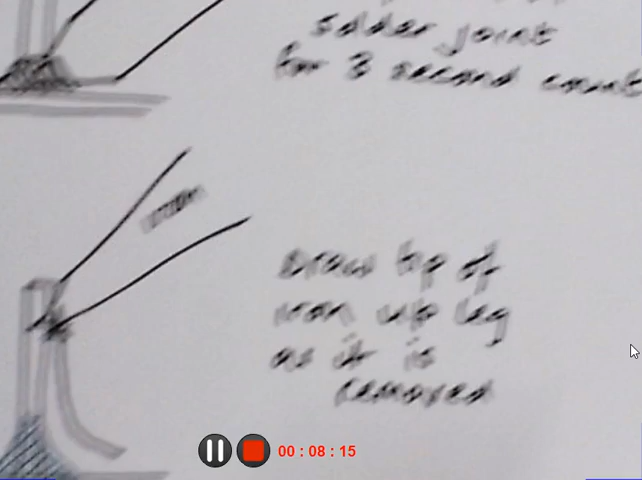 solder joint
for 3 second count
iron
Draw tip of
iron up leg
as it is
removed
00 : 08 : 15